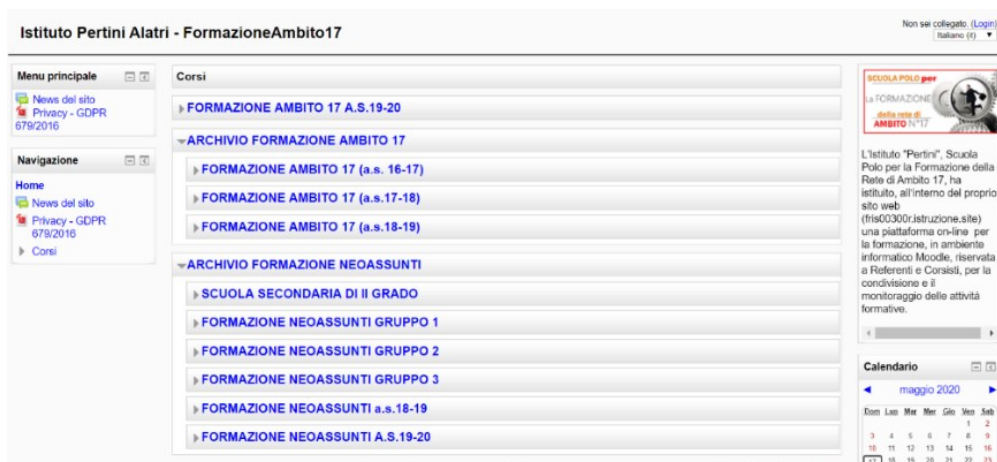 Istituto Pertini Alatri - FormazioneAmbito17
Non sei collegato. (Login)
Italiano (it)
Menu principale
News del sito
Privacy - GDPR
679/2016
Navigazione
Home
News del sito
Privacy - GDPR
679/2016
Corsi
Corsi
FORMAZIONE AMBITO 17 A.S.19-20
ARCHIVIO FORMAZIONE AMBITO 17
FORMAZIONE AMBITO 17 (a.s. 16-17)
FORMAZIONE AMBITO 17 (a.s.17-18)
FORMAZIONE AMBITO 17 (a.s.18-19)
ARCHIVIO FORMAZIONE NEOASSUNTI
SCUOLA SECONDARIA DI II GRADO
FORMAZIONE NEOASSUNTI GRUPPO 1
FORMAZIONE NEOASSUNTI GRUPPO 2
FORMAZIONE NEOASSUNTI GRUPPO 3
FORMAZIONE NEOASSUNTI a.s.18-19
FORMAZIONE NEOASSUNTI A.S.19-20
SCUOLA POLO per
La FORMAZIONE
della rete di
AMBITO N°17
L'Istituto "Pertini", Scuola
Polo per la Formazione della
Rete di Ambito 17, ha
istituito, all'interno del proprio
sito web
(fris00300r.istruzione.site)
una piattaforma on-line per
la formazione, in ambiente
informatico Moodle, riservata
a Referenti e Corsisti, per la
condivisione e il
monitoraggio delle attività
formative.
Calendario
maggio 2020
Dom Lun Mar Mer Gio Ven Sab
1 2
3 4 5 6 7 8 9
10 11 12 13 14 15 16
17 18 19 20 21 22 23